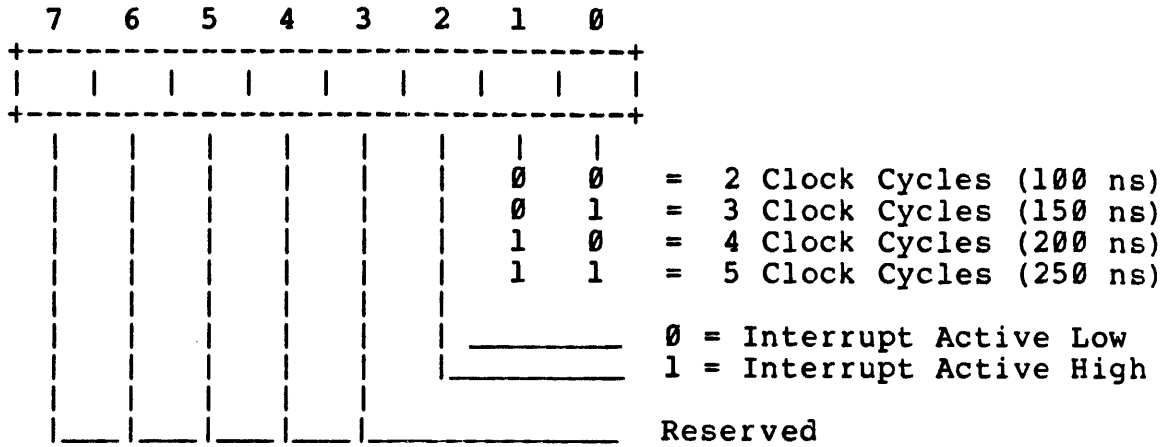 7 6 5 4 3 2 1 0
0 0 = 2 Clock Cycles (100 ns)
0 1 = 3 Clock Cycles (150 ns)
1 0 = 4 Clock Cycles (200 ns)
1 1 = 5 Clock Cycles (250 ns)
0 = Interrupt Active Low
1 = Interrupt Active High
Reserved